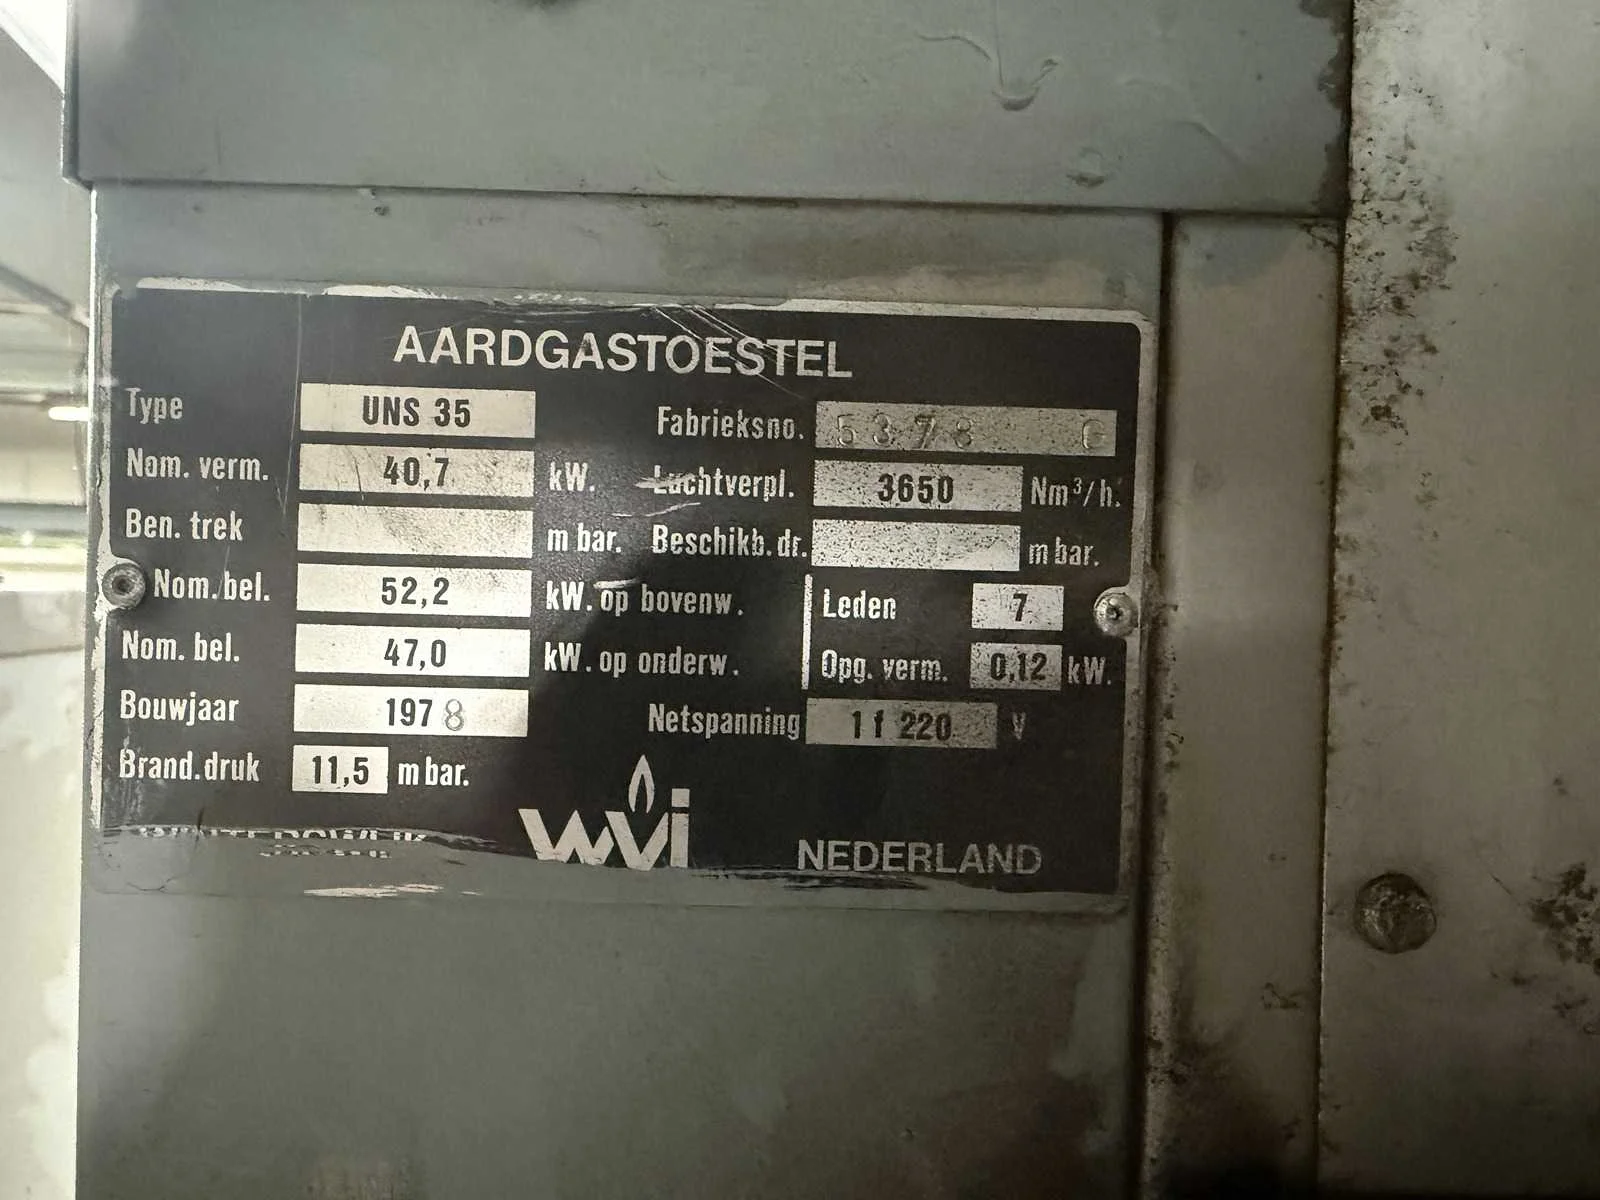 AARDGASTOESTEL
Type UNS 35 Fabrieksno. 5378 G
Nom. verm. 40,7 kW. Luchtverpl. 3650 Nm³/h.
Ben. trek m bar. Beschikb. dr. m bar.
Nom. bel. 52,2 kW. op bovenw. Leden 7
Nom. bel. 47,0 kW. op onderw. Opg. verm. 0,12 kW.
Bouwjaar 1978 Netspanning 1 f 220 V
Brand. druk 11,5 m bar.
wvi NEDERLAND